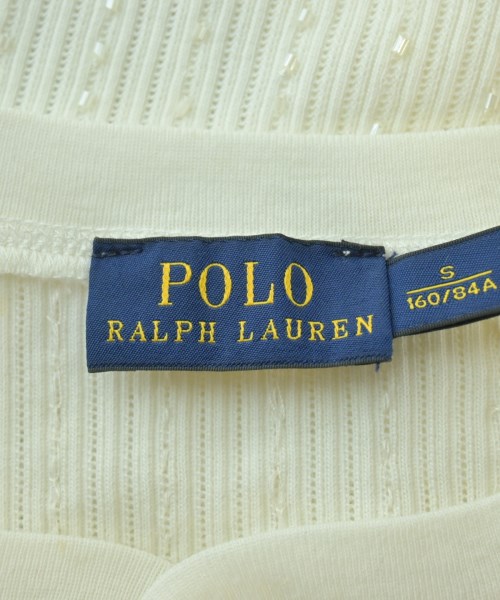 POLO
RALPH LAUREN
S
160/84A